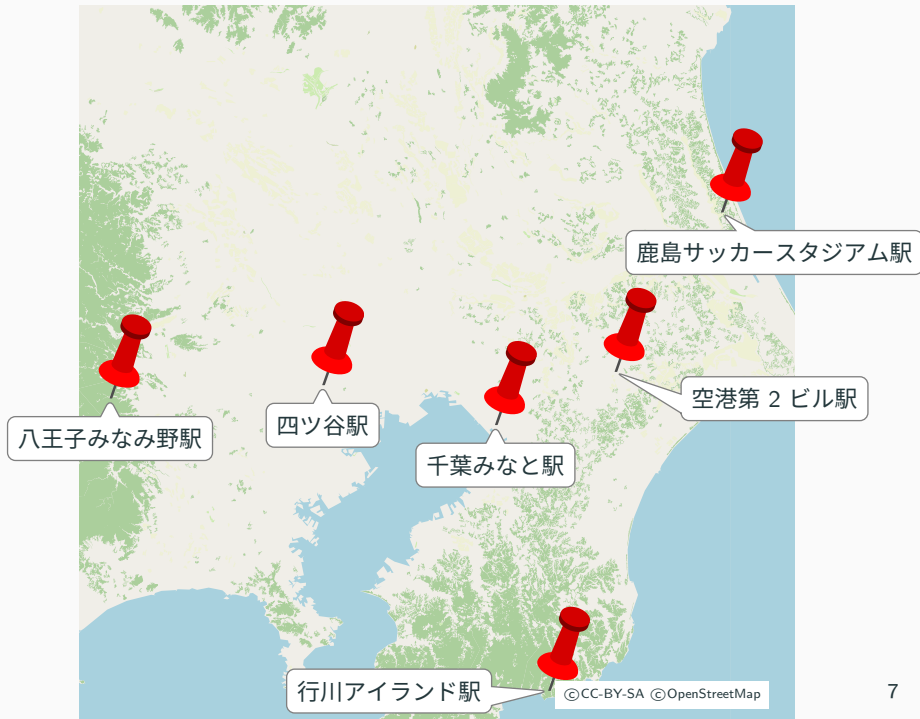 鹿島サッカースタジアム駅
空港第 2 ビル駅
四ツ谷駅
八王子みなみ野駅
千葉みなと駅
行川アイランド駅
©CC-BY-SA ©OpenStreetMap
7